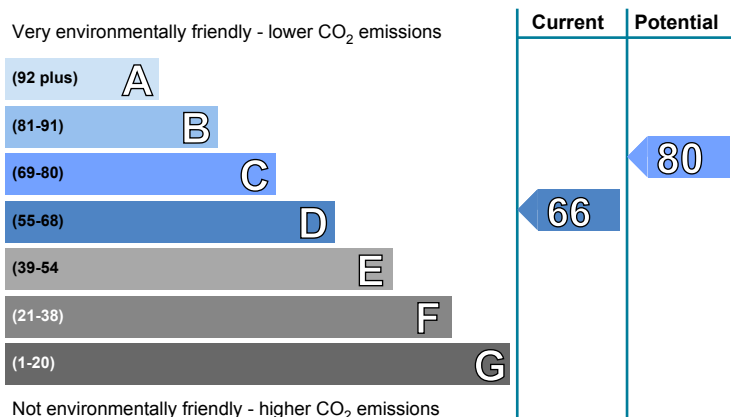 Very environmentally friendly - lower CO2 emissions
Current
Potential
(92 plus) A
(81-91) B
(69-80) C
(55-68) D
(39-54 E
(21-38) F
(1-20) G
66
80
Not environmentally friendly - higher CO2 emissions